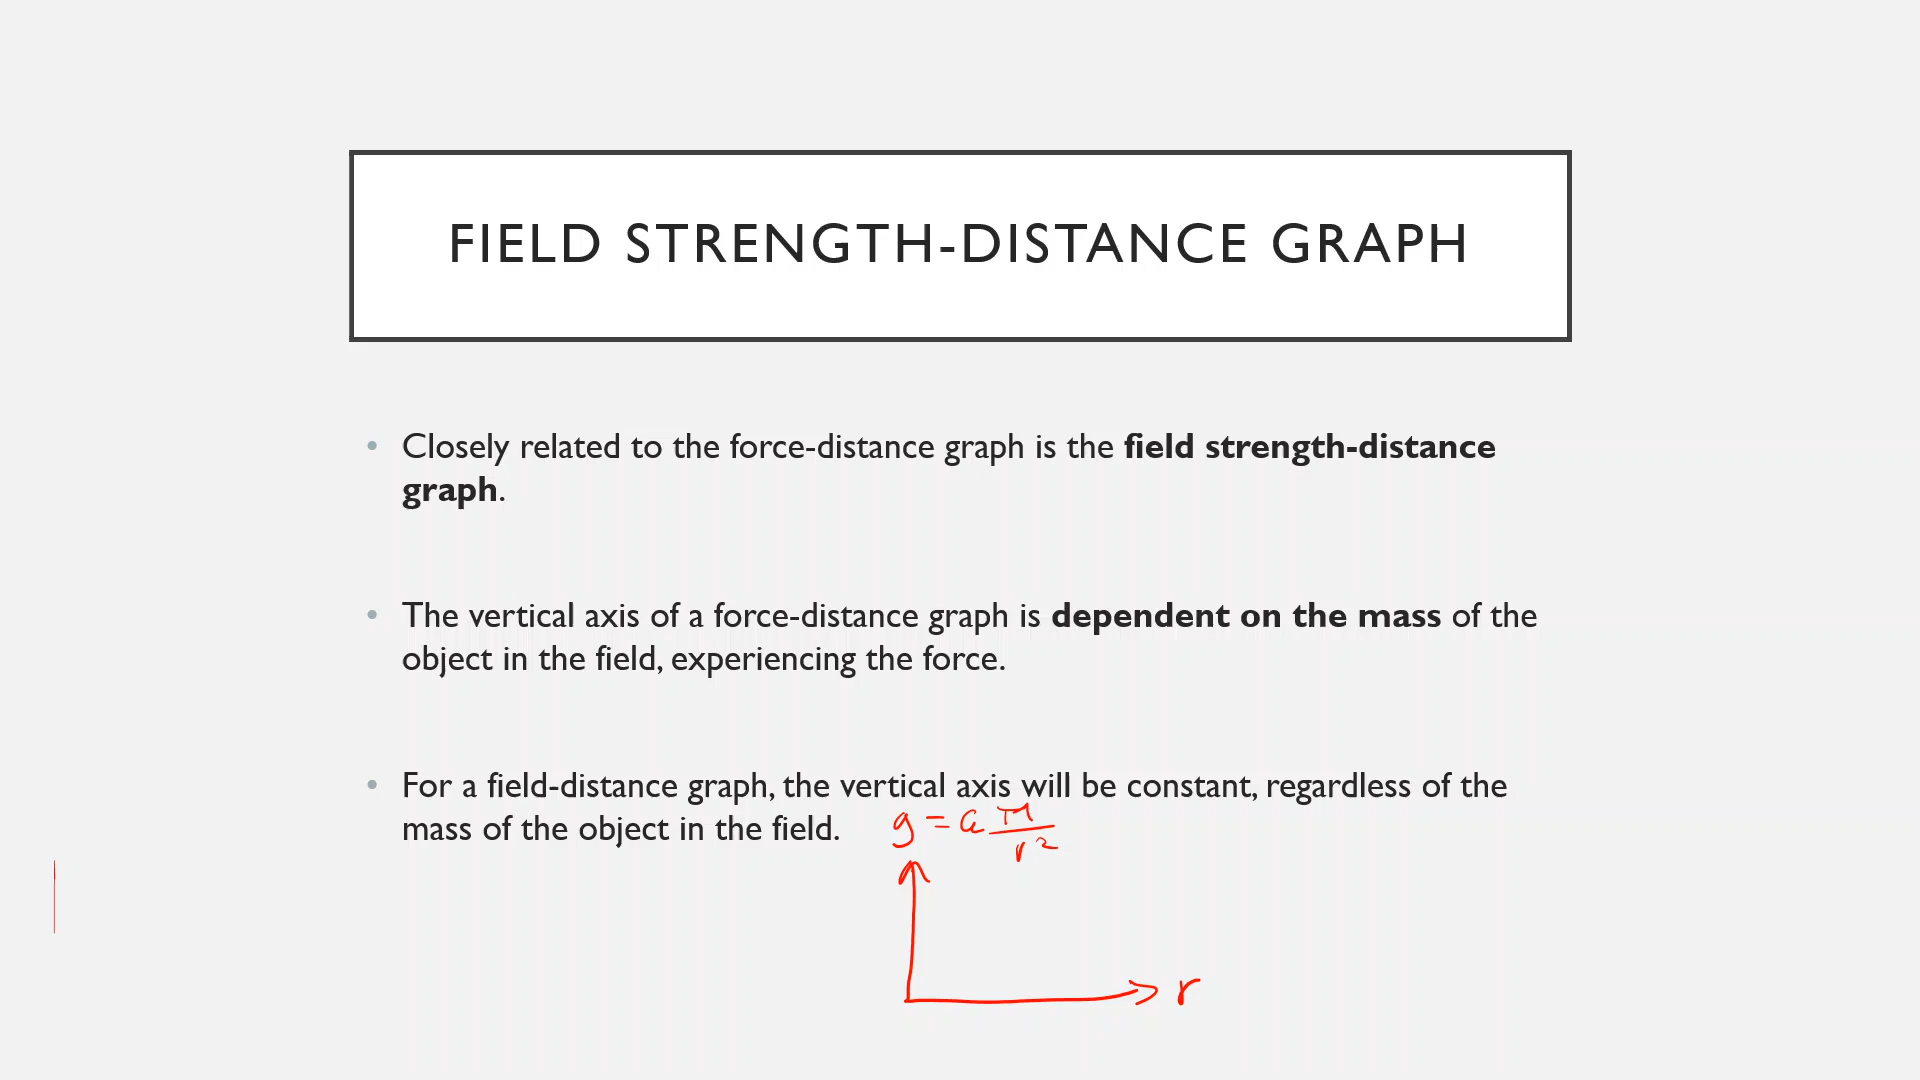 FIELD STRENGTH-DISTANCE GRAPH
• Closely related to the force-distance graph is the field strength-distance
graph.
• The vertical axis of a force-distance graph is dependent on the mass of the
object in the field, experiencing the force.
• For a field-distance graph, the vertical axis will be constant, regardless of the
mass of the object in the field.
g = G M / r²
r